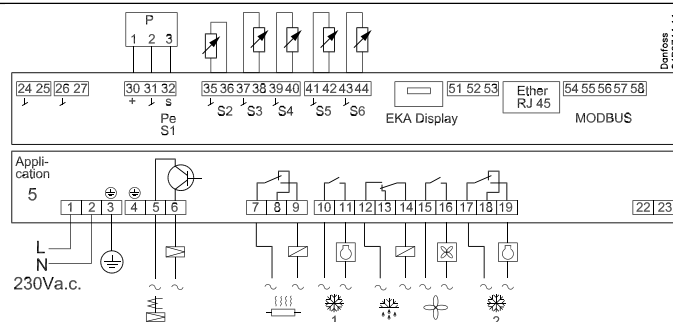 P
1 2 3
Danfoss
24 25 26 27 30 31 32 35 36 37 38 39 40 41 42 43 44 51 52 53 54 55 56 57 58
+ s
S2 S3 S4 S5 S6
Pe
S1
EKA Display
Ether
RJ 45
MODBUS
Appli-
cation
5
1 2 3 4 5 6 7 8 9 10 11 12 13 14 15 16 17 18 19 22 23
L
N
230Va.c.
1 2